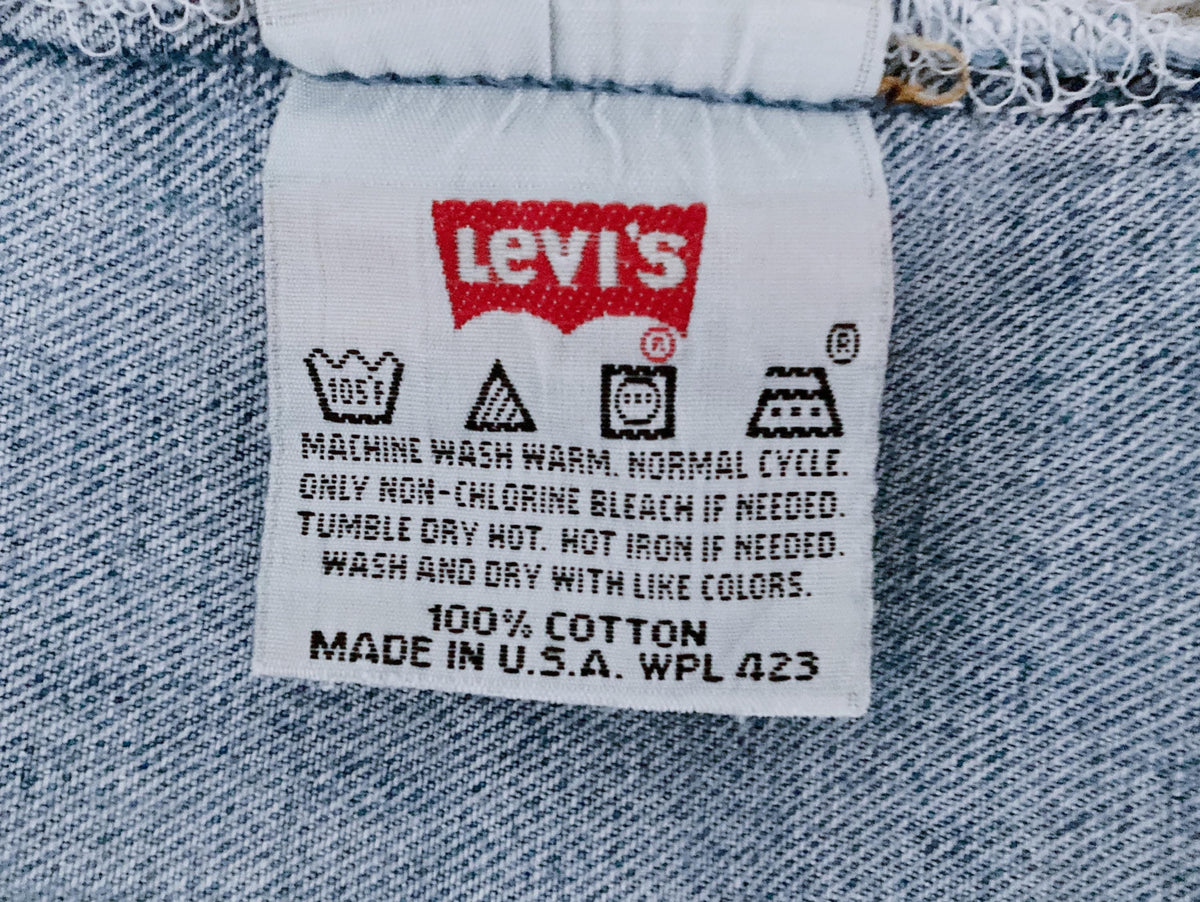 LEVI'S
®
®
105°F
MACHINE WASH WARM. NORMAL CYCLE.
ONLY NON-CHLORINE BLEACH IF NEEDED.
TUMBLE DRY HOT. HOT IRON IF NEEDED.
WASH AND DRY WITH LIKE COLORS.
100% COTTON
MADE IN U.S.A. WPL 423